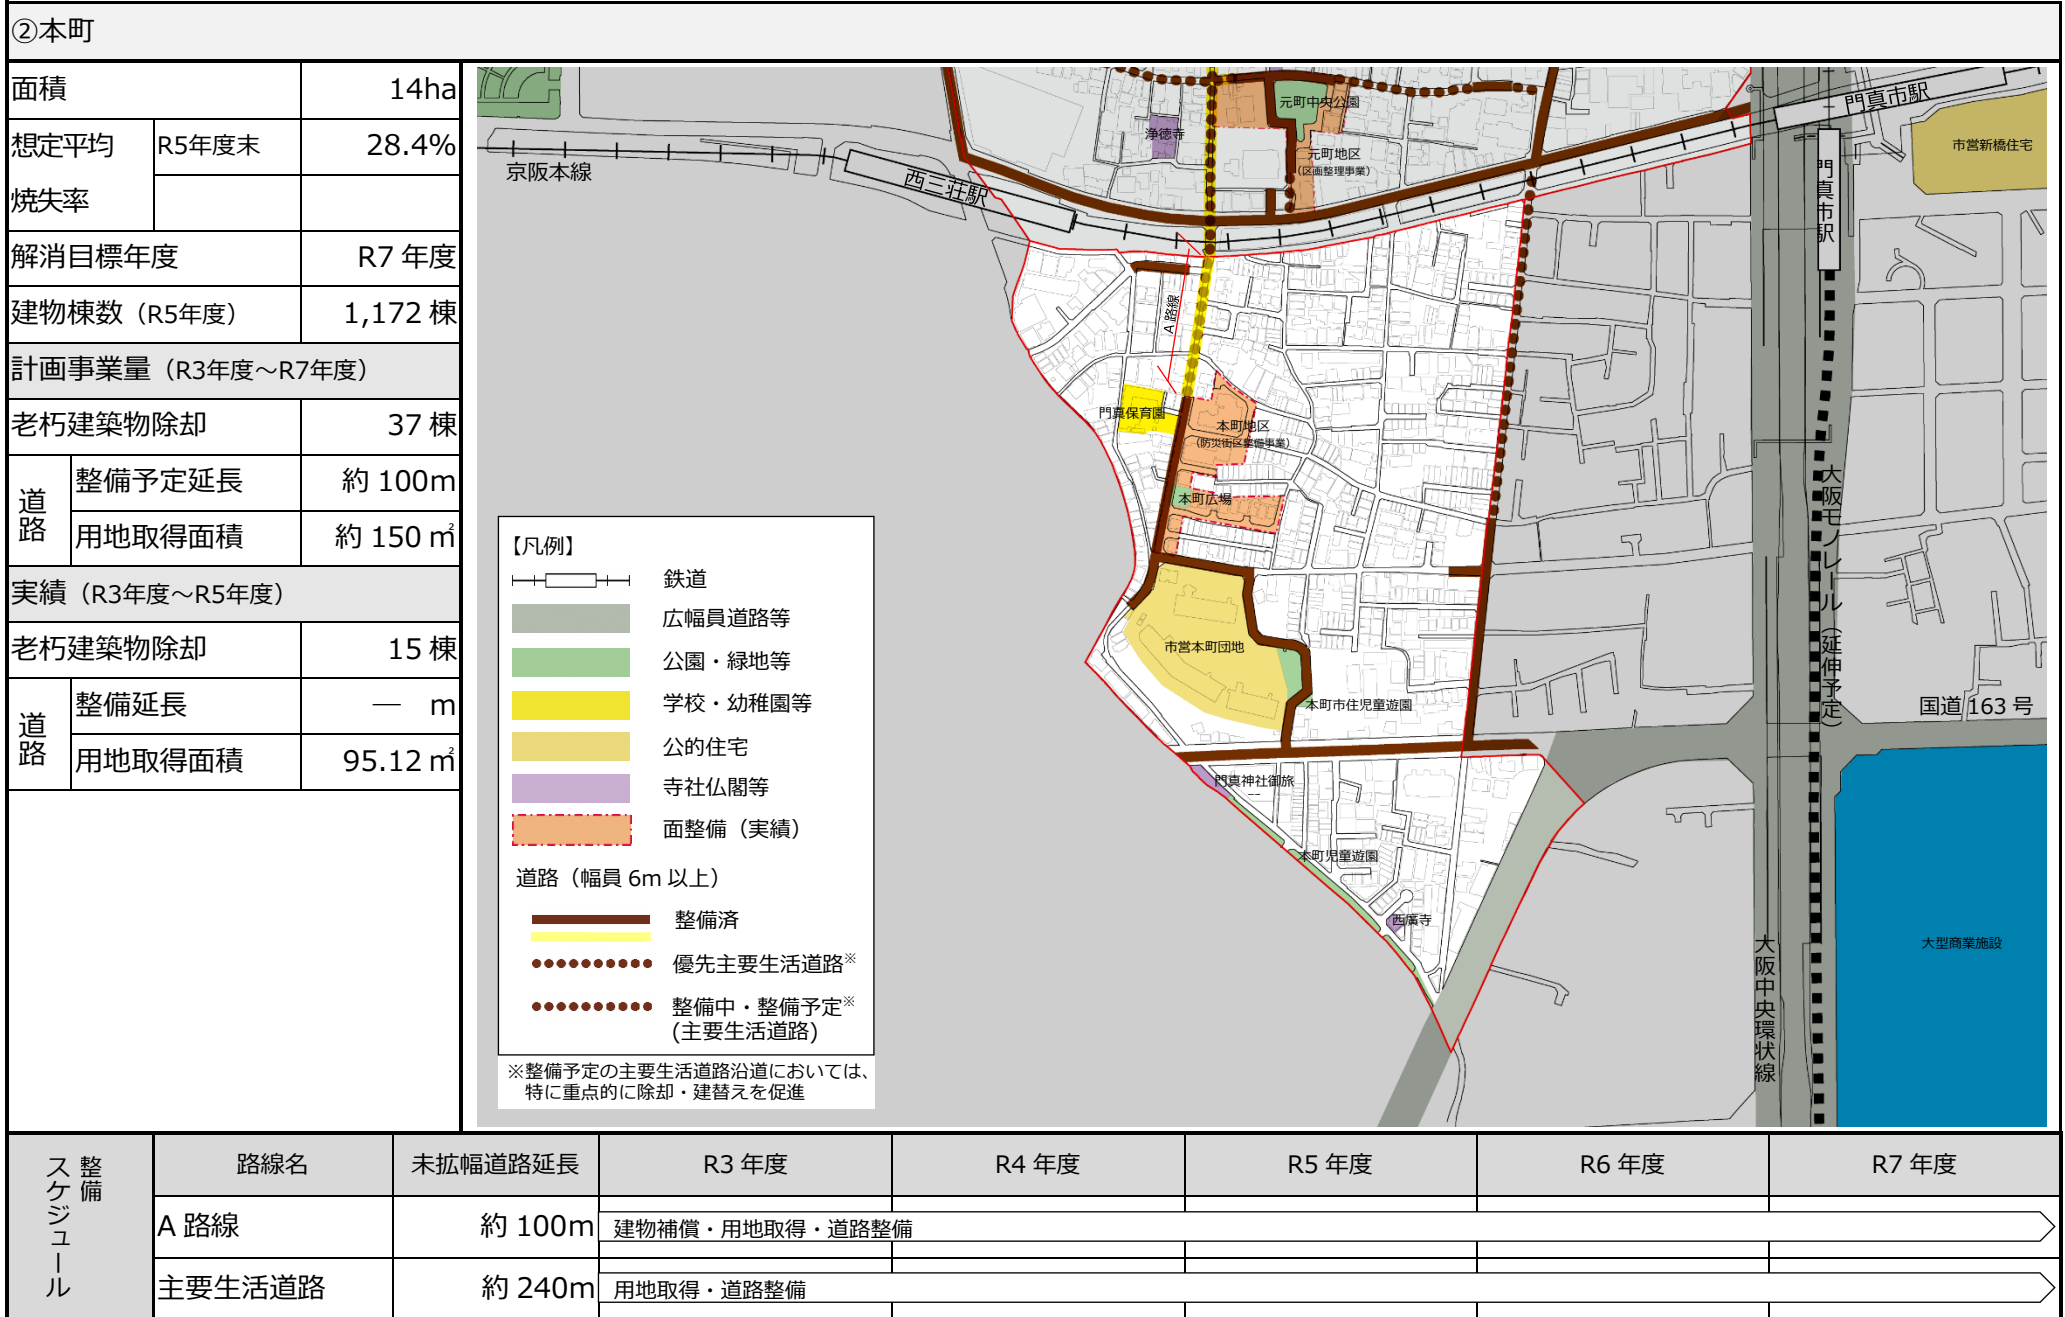 ②本町
面積 14ha
想定平均 R5年度末 28.4%
焼失率
解消目標年度 R7 年度
建物棟数（R5年度） 1,172 棟
計画事業量（R3年度～R7年度）
老朽建築物除却 37 棟
道路 整備予定延長 約 100m
用地取得面積 約 150 ㎡
実績（R3年度～R5年度）
老朽建築物除却 15 棟
道路 整備延長 ― m
用地取得面積 95.12 ㎡
元町中央公園
浄徳寺
元町地区
（区画整理事業）
京阪本線
西三荘駅
門真市駅
門真市駅
市営新橋住宅
A 路線
門真保育園
本町地区
（防災街区整備事業）
本町広場
市営本町団地
本町市住児童遊園
門真神社御旅
本町児童遊園
西廣寺
大阪モノレール（延伸予定）
国道 163 号
大阪中央環状線
大型商業施設
【凡例】
鉄道
広幅員道路等
公園・緑地等
学校・幼稚園等
公的住宅
寺社仏閣等
面整備（実績）
道路（幅員 6m 以上）
整備済
優先主要生活道路※
整備中・整備予定※
(主要生活道路)
※整備予定の主要生活道路沿道においては、
特に重点的に除却・建替えを促進
整備スケジュール 路線名 未拡幅道路延長 R3 年度 R4 年度 R5 年度 R6 年度 R7 年度
A 路線 約 100m 建物補償・用地取得・道路整備
主要生活道路 約 240m 用地取得・道路整備